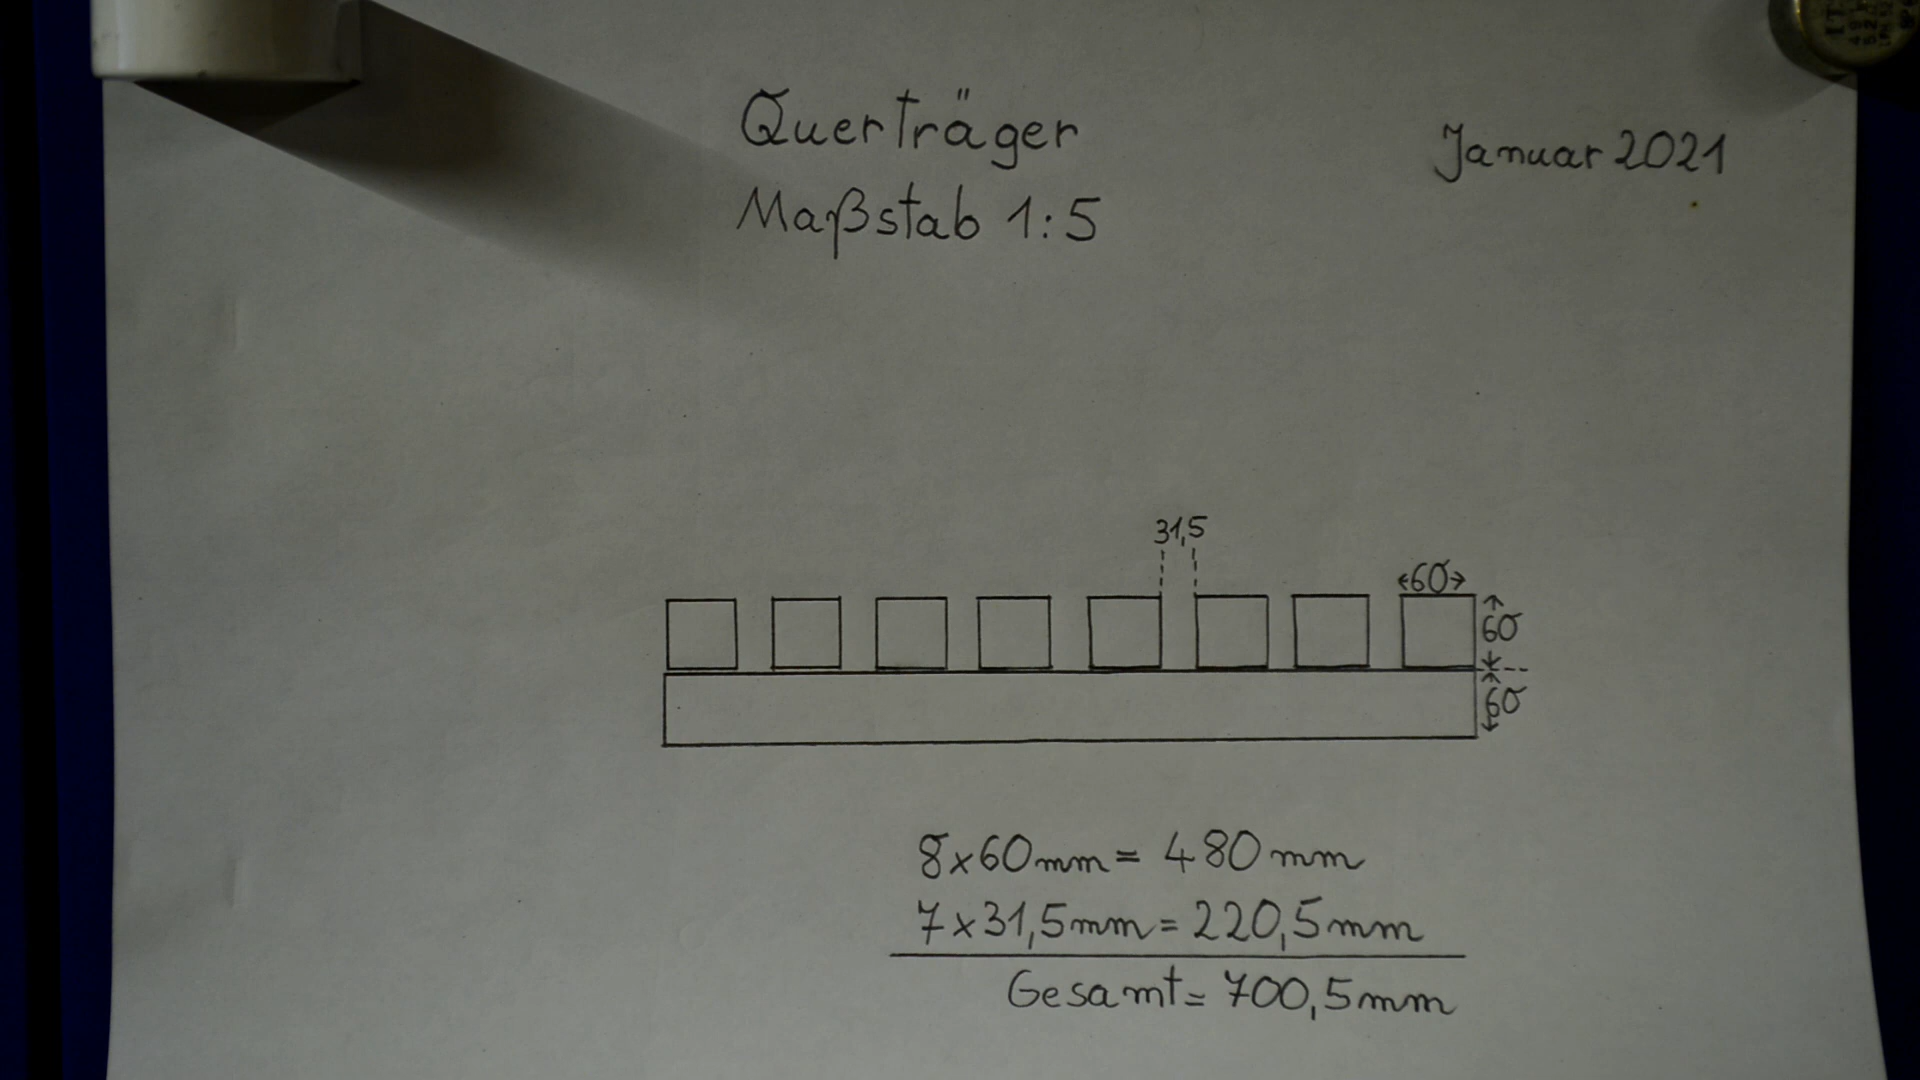 Querträger
Januar 2021
Maßstab 1:5
31,5
60
60
60
8x60mm= 480mm
7x31,5mm= 220,5mm
Gesamt= 700,5mm